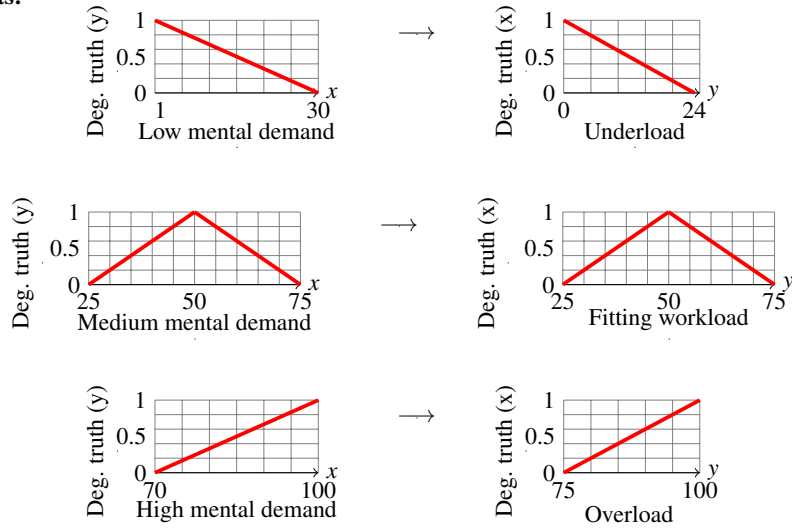 Deg. truth (y)
1
0.5
0
1
30
x
Low mental demand
→
Deg. truth (x)
1
0.5
0
0
24
y
Underload
Deg. truth (y)
1
0.5
0
25
50
75
x
Medium mental demand
→
Deg. truth (x)
1
0.5
0
25
50
75
y
Fitting workload
Deg. truth (y)
1
0.5
0
70
100
x
High mental demand
→
Deg. truth (x)
1
0.5
0
75
100
y
Overload